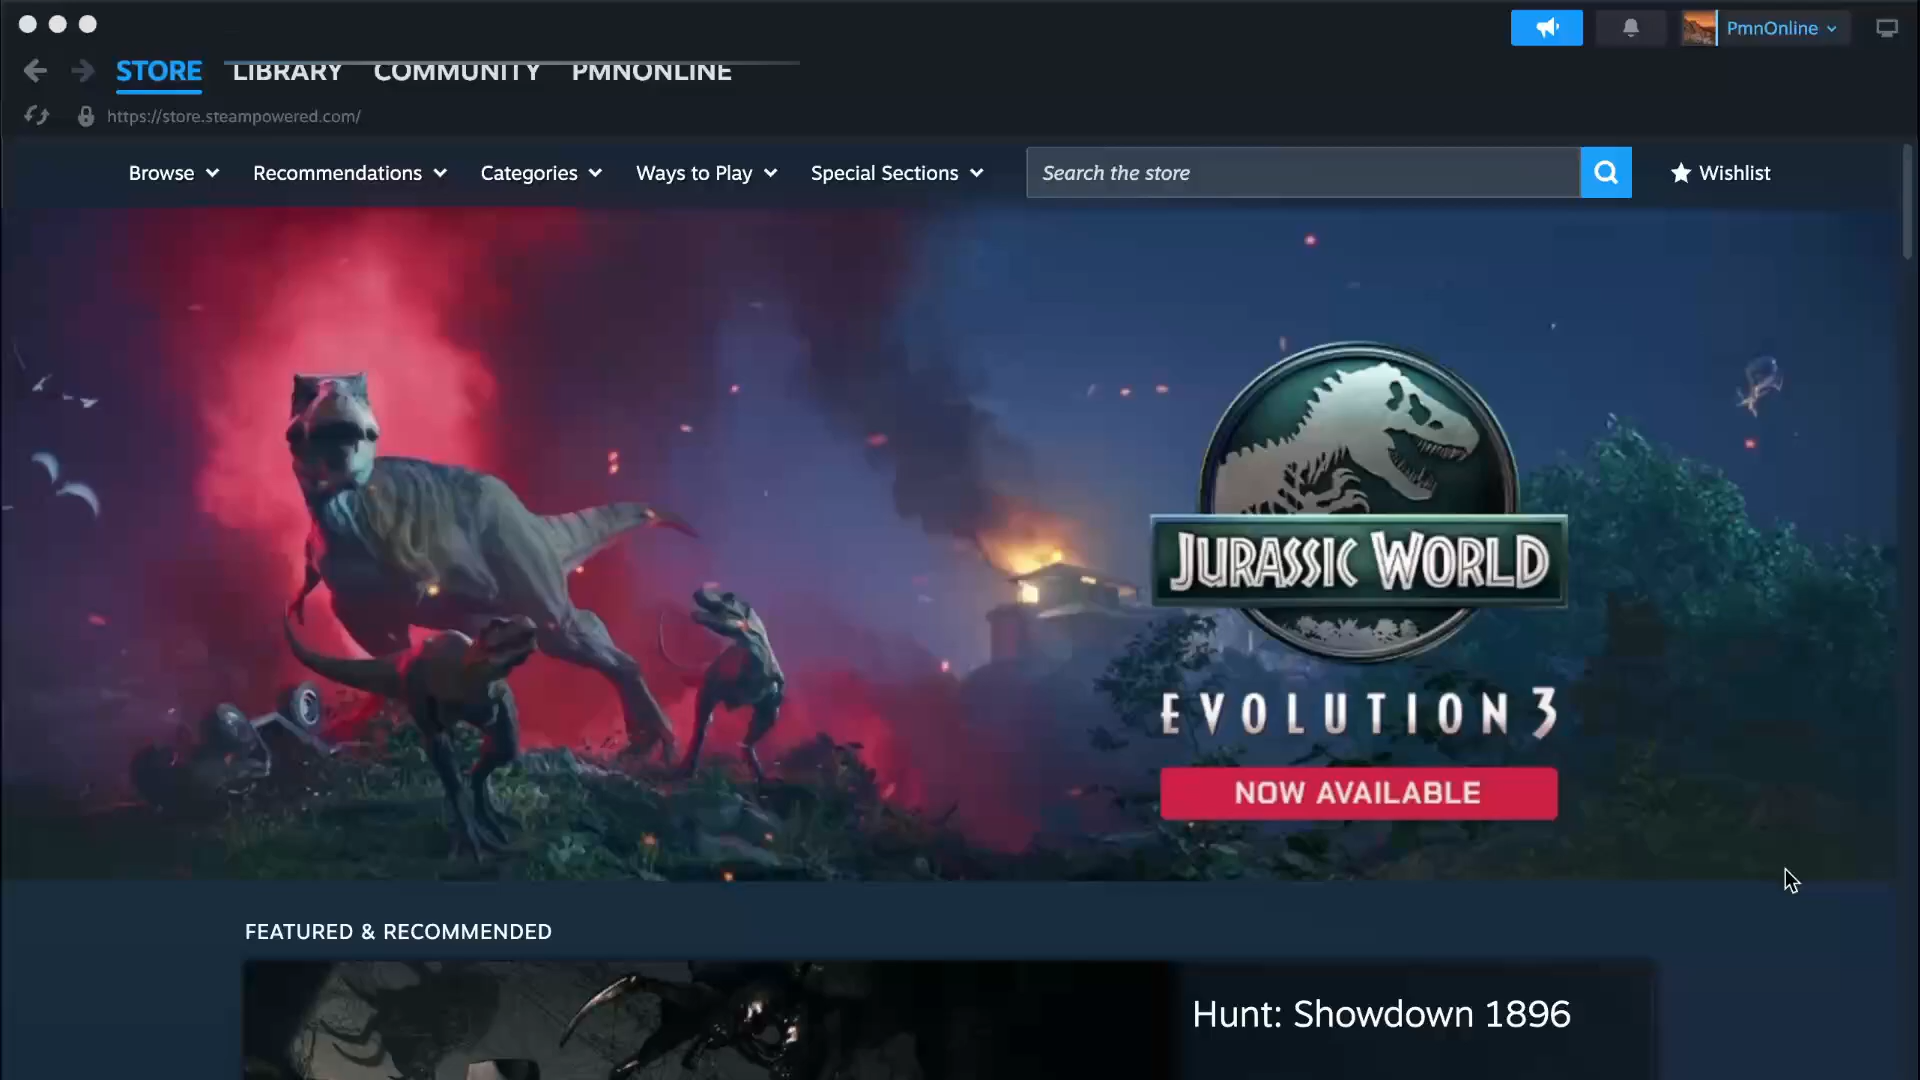 PmnOnline
STORE LIBRARY COMMUNITY PMNONLINE
https://store.steampowered.com/
Browse Recommendations Categories Ways to Play Special Sections Search the store Wishlist
JURASSIC WORLD
EVOLUTION 3
NOW AVAILABLE
FEATURED & RECOMMENDED
Hunt: Showdown 1896